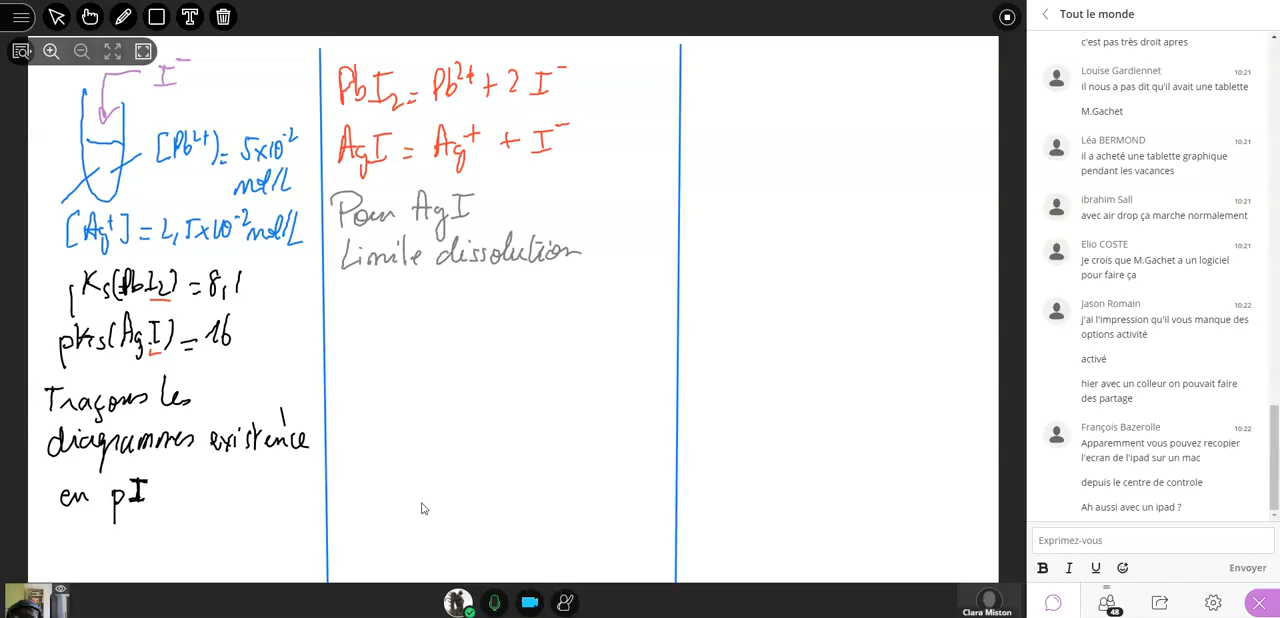 I⁻
[Pb²⁺] = 5×10⁻²
mol/L
[Ag⁺] = 2,5×10⁻² mol/L
pKs(PbI₂) = 8,1
pKs(AgI) = 16
Traçons les
diagrammes existence
en pI
PbI₂ = Pb²⁺ + 2 I⁻
AgI = Ag⁺ + I⁻
Pour AgI
Limite dissolution
Clara Miston
48
Tout le monde
c'est pas très droit apres
Louise Gardiennet 10:21
Il nous a pas dit qu'il avait une tablette
M.Gachet
Léa BERMOND 10:21
il a acheté une tablette graphique
pendant les vacances
Ibrahim Sall 10:21
avec air drop ça marche normalement
Elio COSTE 10:21
Je crois que M.Gachet a un logiciel
pour faire ça
Jason Romain 10:22
j'ai l'impression qu'il vous manque des
options activité
activé
hier avec un colleur on pouvait faire
des partage
François Bazerolle 10:22
Apparemment vous pouvez recopier
l'ecran de l'ipad sur un mac
depuis le centre de controle
Ah aussi avec un ipad ?
Exprimez-vous
B I U Envoyer